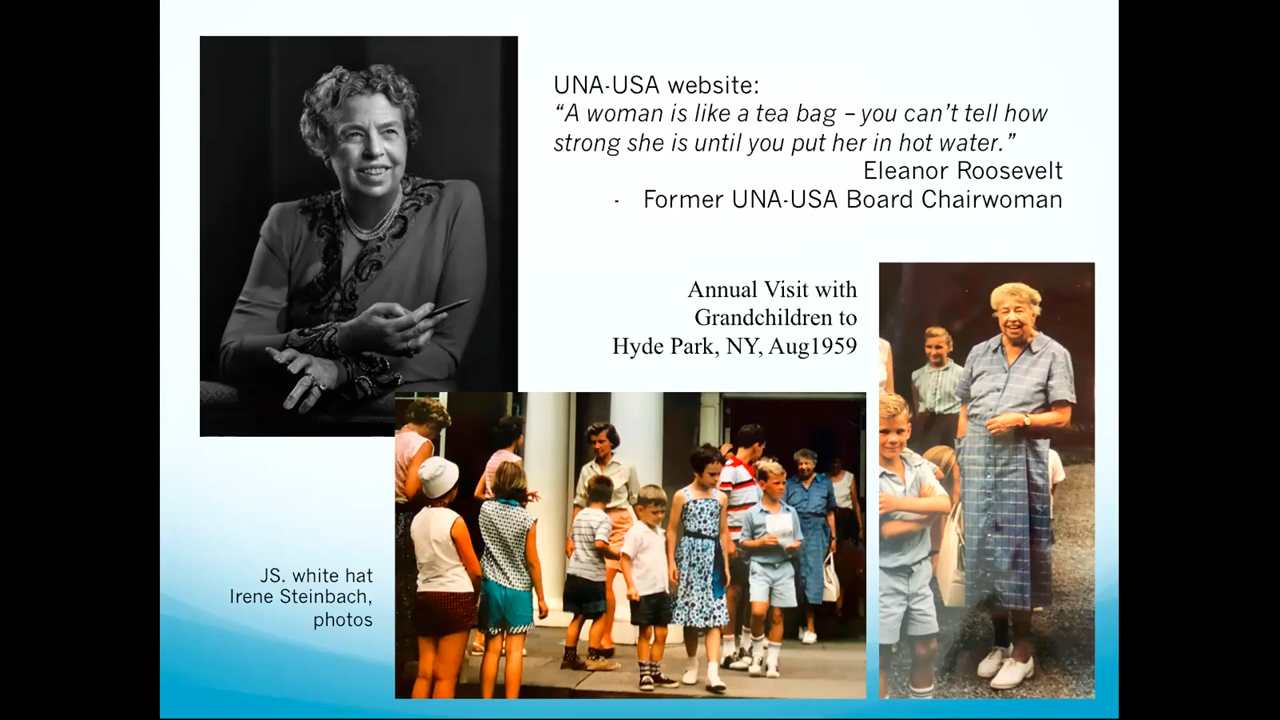 UNA-USA website:
“A woman is like a tea bag – you can’t tell how
strong she is until you put her in hot water.”
Eleanor Roosevelt
- Former UNA-USA Board Chairwoman
Annual Visit with
Grandchildren to
Hyde Park, NY, Aug1959
JS. white hat
Irene Steinbach,
photos